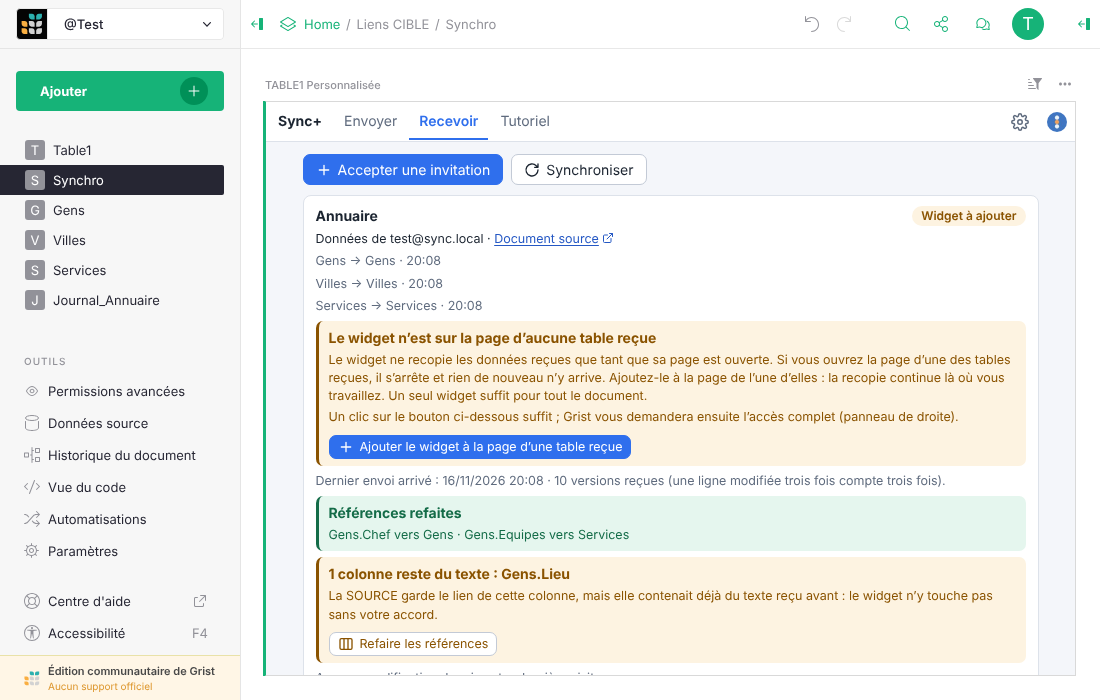 @Test
Home / Liens CIBLE / Synchro
T
Ajouter
T Table1
S Synchro
G Gens
V Villes
S Services
J Journal_Annuaire
OUTILS
Permissions avancées
Données source
Historique du document
Vue du code
Automatisations
Paramètres
Centre d'aide
Accessibilité F4
Édition communautaire de Grist
Aucun support officiel
TABLE1 Personnalisée
Sync+ Envoyer Recevoir Tutoriel
Accepter une invitation
Synchroniser
Annuaire
Widget à ajouter
Données de test@sync.local · Document source
Gens → Gens · 20:08
Villes → Villes · 20:08
Services → Services · 20:08
Le widget n’est sur la page d’aucune table reçue
Le widget ne recopie les données reçues que tant que sa page est ouverte. Si vous ouvrez la page d’une des tables
reçues, il s’arrête et rien de nouveau n’y arrive. Ajoutez-le à la page de l’une d’elles : la recopie continue là où vous
travaillez. Un seul widget suffit pour tout le document.
Un clic sur le bouton ci-dessous suffit ; Grist vous demandera ensuite l’accès complet (panneau de droite).
Ajouter le widget à la page d’une table reçue
Dernier envoi arrivé : 16/11/2026 20:08 · 10 versions reçues (une ligne modifiée trois fois compte trois fois).
Références refaites
Gens.Chef vers Gens · Gens.Equipes vers Services
1 colonne reste du texte : Gens.Lieu
La SOURCE garde le lien de cette colonne, mais elle contenait déjà du texte reçu avant : le widget n’y touche pas
sans votre accord.
Refaire les références